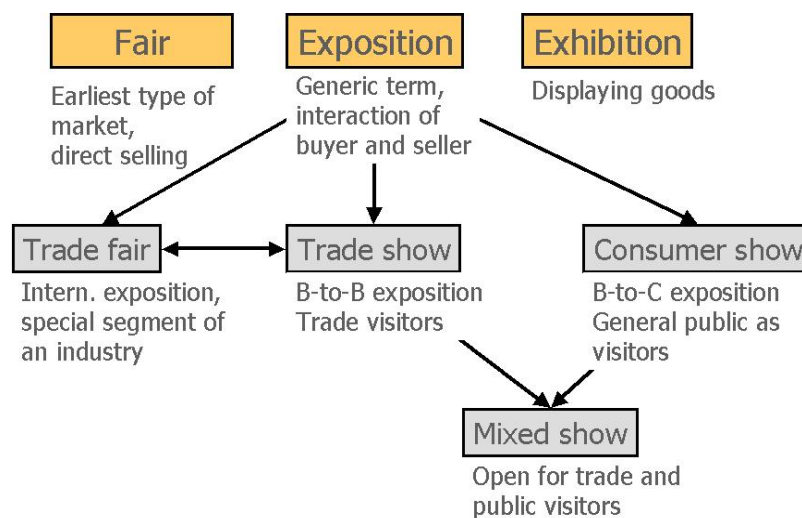 Fair
Earliest type of
market,
direct selling
Exposition
Generic term,
interaction of
buyer and seller
Exhibition
Displaying goods
Trade fair
Intern. exposition,
special segment of
an industry
Trade show
B-to-B exposition
Trade visitors
Consumer show
B-to-C exposition
General public as
visitors
Mixed show
Open for trade and
public visitors